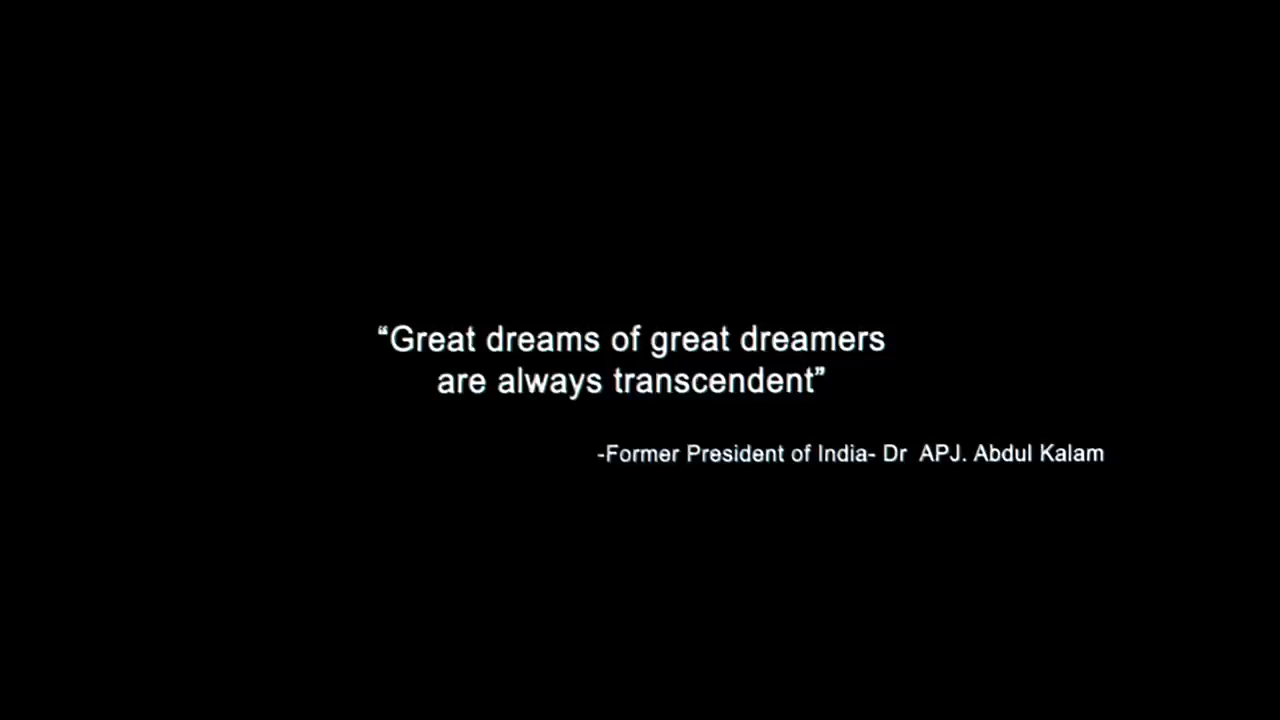 “Great dreams of great dreamers
are always transcendent”
-Former President of India- Dr  APJ. Abdul Kalam